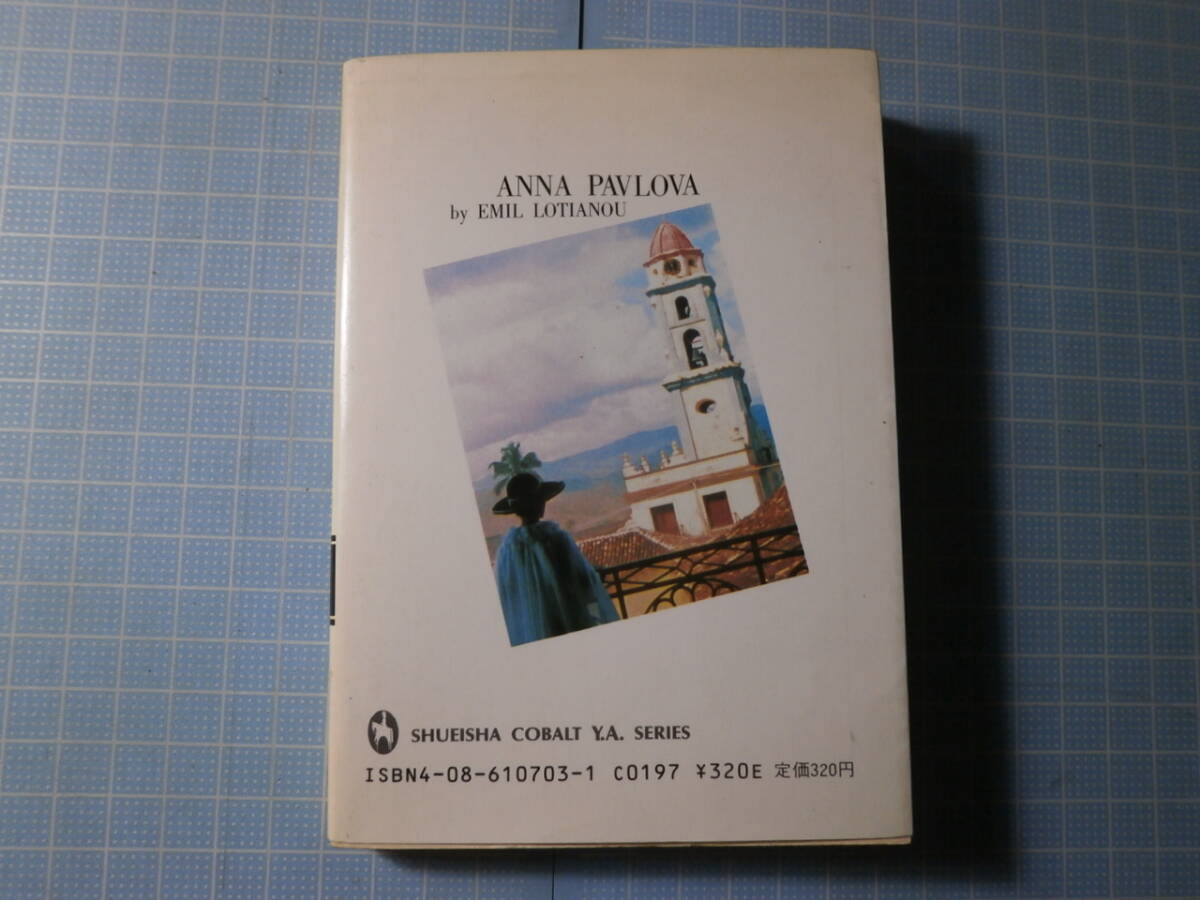 ANNA PAVLOVA
by EMIL LOTIANOU
SHUEISHA COBALT Y.A. SERIES
ISBN4-08-610703-1 C0197 ¥320E 定価320円